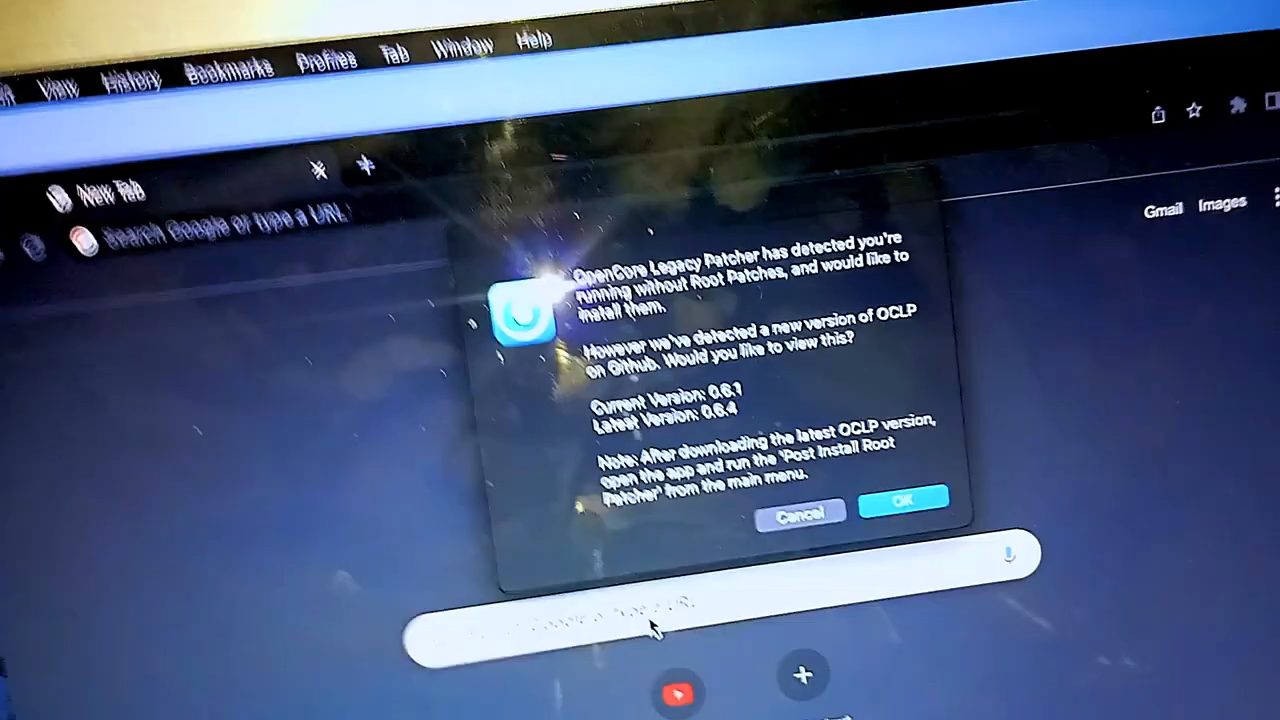 View History Bookmarks Profiles Tab Window Help
New Tab
Search Google or type a URL
Gmail Images
OpenCore Legacy Patcher has detected you're
running without Root Patches, and would like to
install them.
However we've detected a new version of OCLP
on Github. Would you like to view this?
Current Version: 0.6.1
Latest Version: 0.6.4
Note: After downloading the latest OCLP version,
open the app and run the 'Post Install Root
Patcher' from the main menu.
Cancel OK